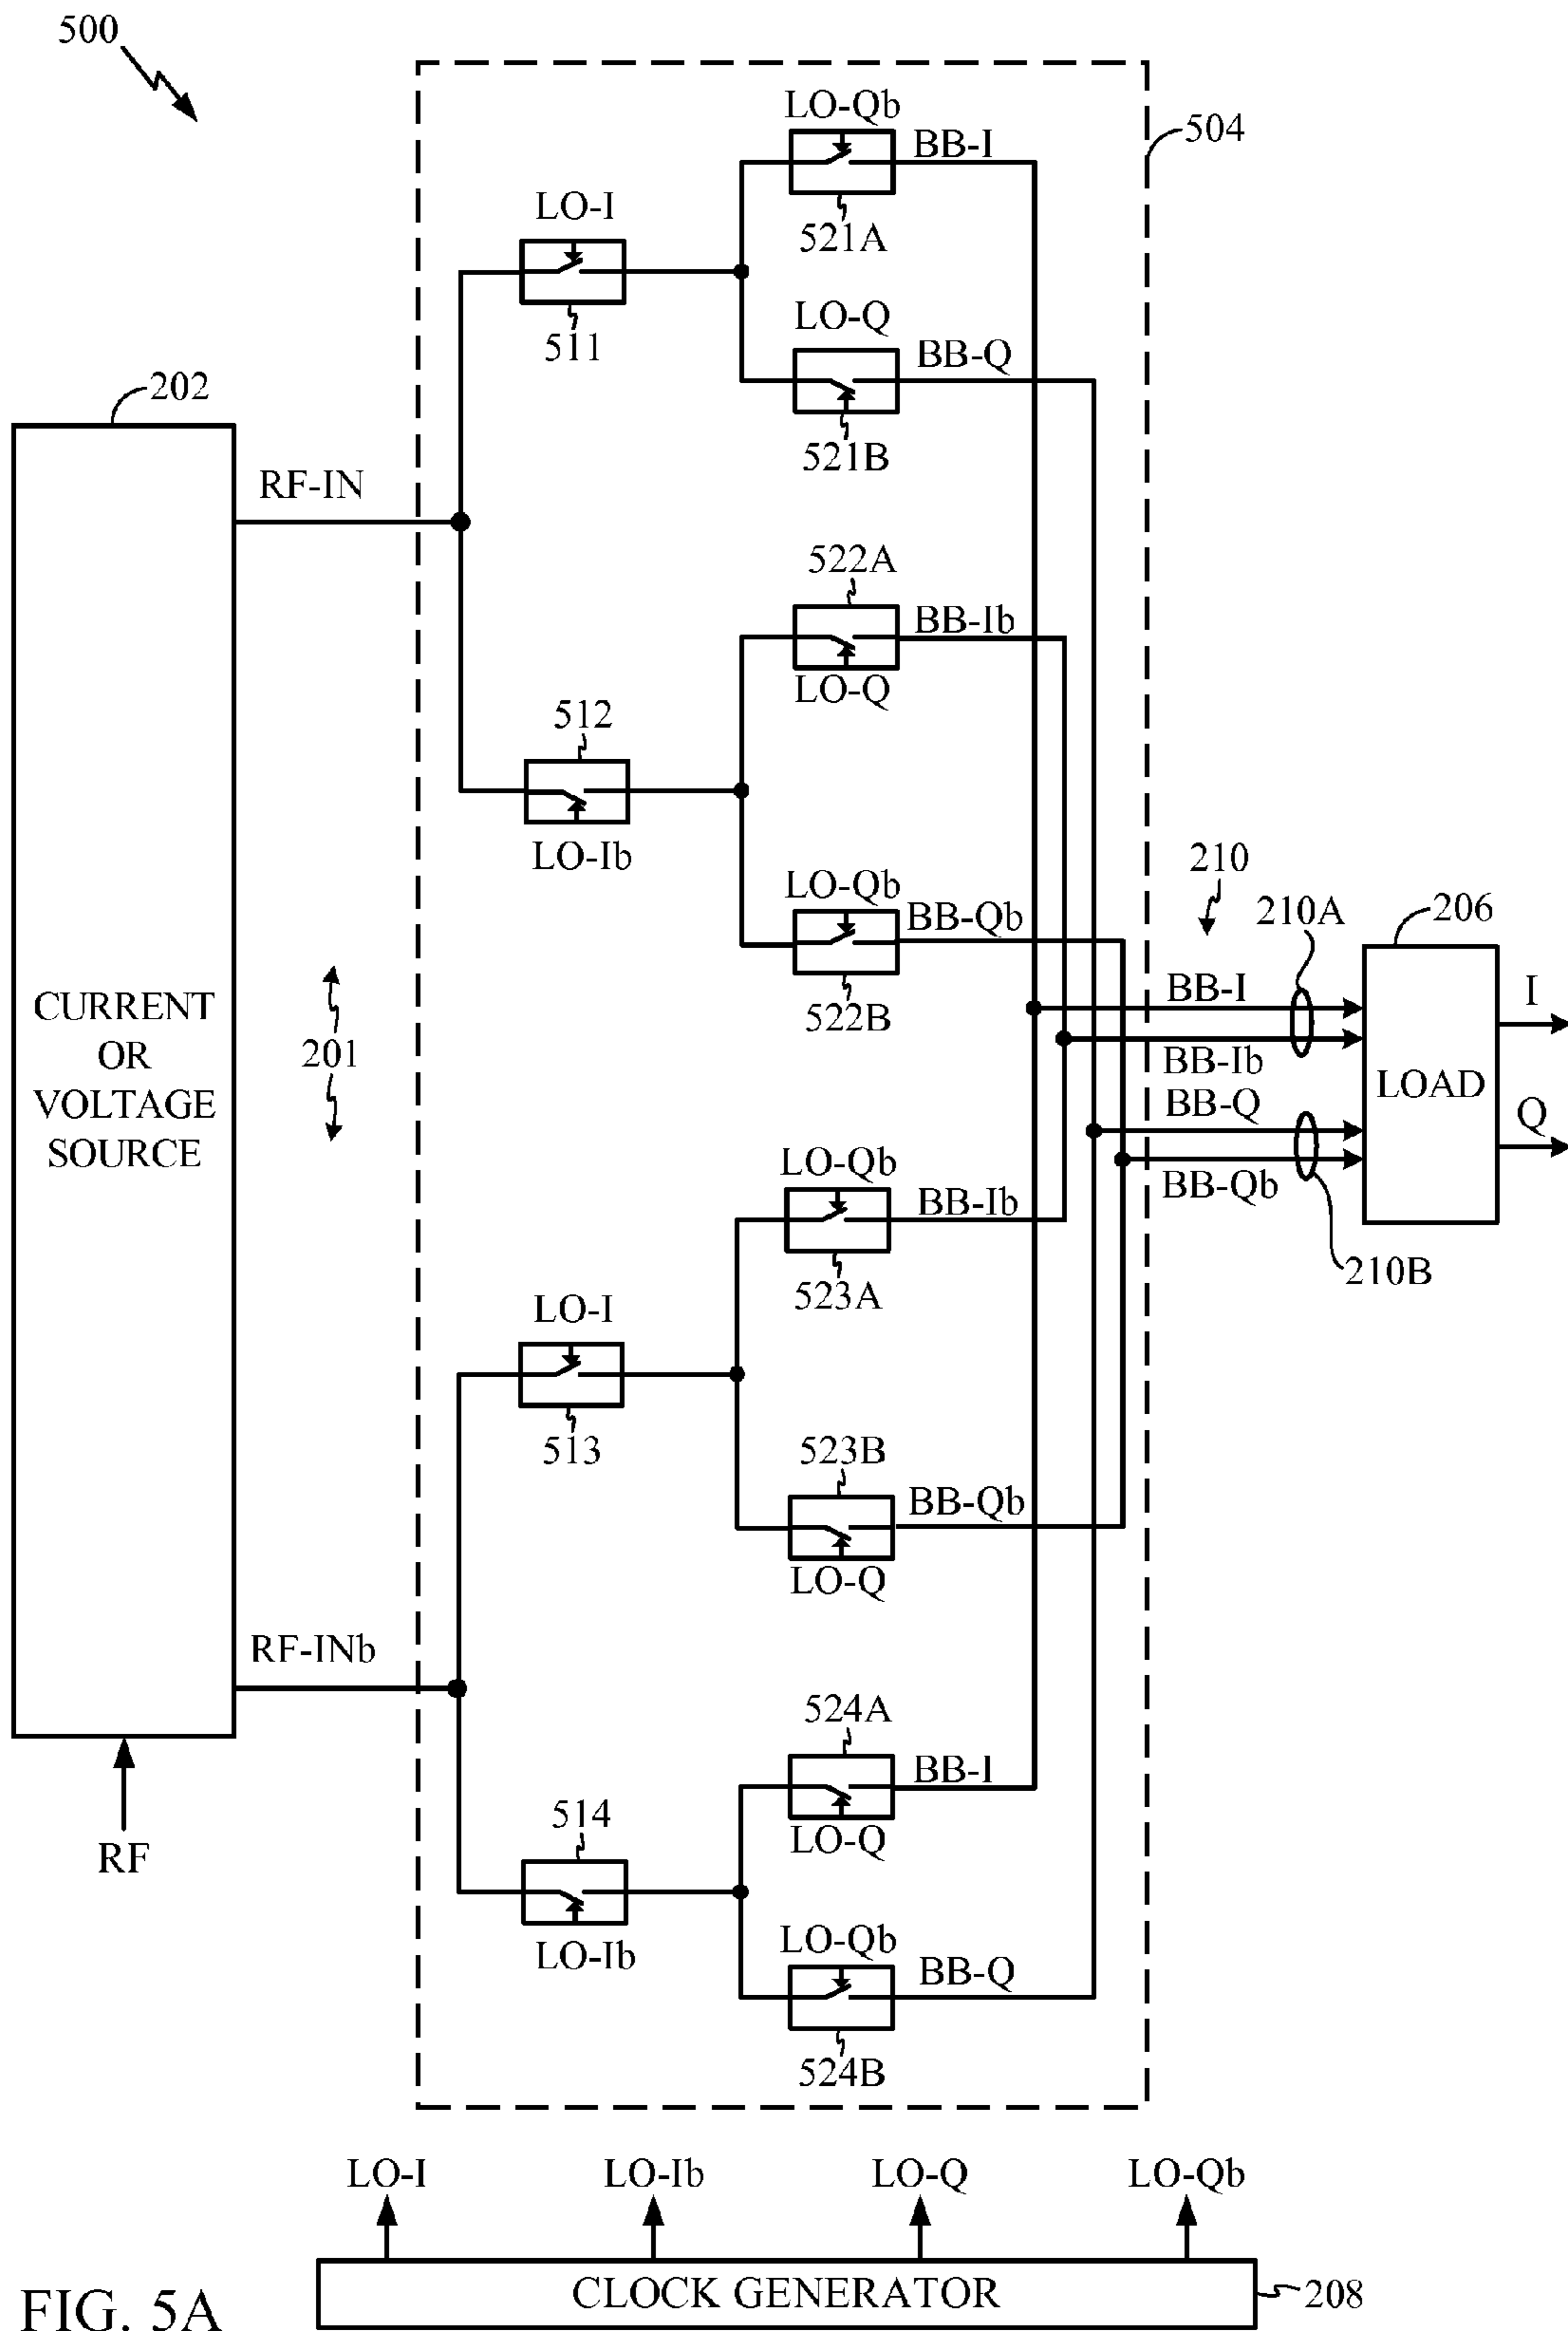 500
504
LO-Qb
BB-I
521A
LO-I
511
LO-Q
BB-Q
521B
202
RF-IN
522A
BB-Ib
LO-Q
512
LO-Ib
LO-Qb
BB-Qb
522B
210
210A
206
CURRENT
OR
VOLTAGE
SOURCE
201
BB-I
BB-Ib
BB-Q
BB-Qb
LOAD
I
Q
210B
LO-Qb
BB-Ib
523A
LO-I
513
523B
BB-Qb
LO-Q
RF-INb
524A
BB-I
LO-Q
514
LO-Ib
LO-Qb
BB-Q
524B
RF
LO-I
LO-Ib
LO-Q
LO-Qb
CLOCK GENERATOR
208
FIG. 5A